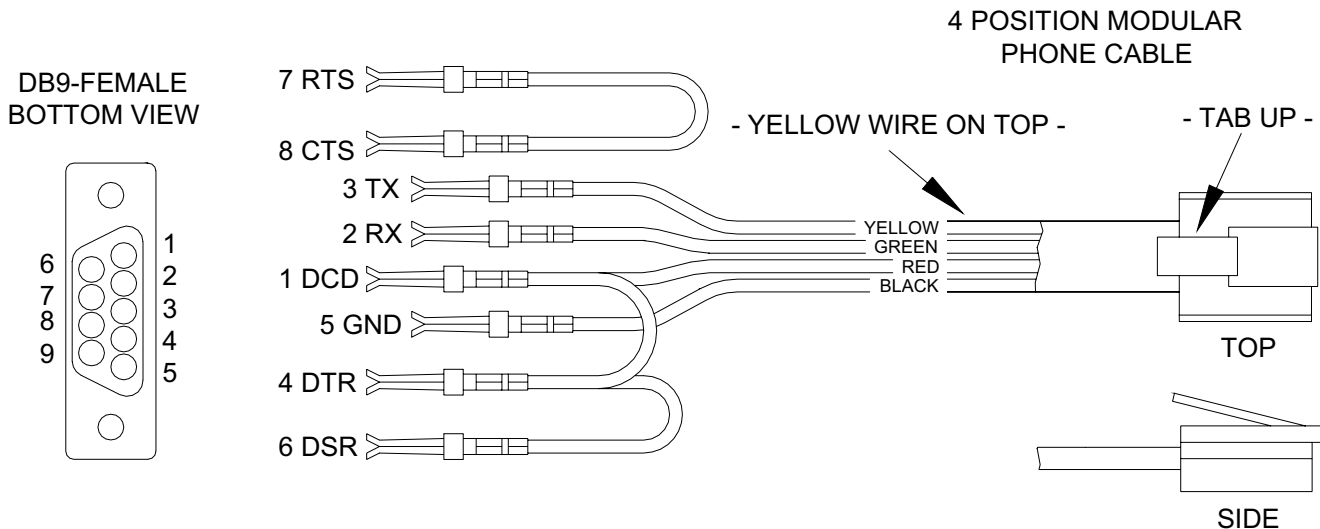 4 POSITION MODULAR
PHONE CABLE
DB9-FEMALE
BOTTOM VIEW
7 RTS
8 CTS
3 TX
2 RX
1 DCD
5 GND
4 DTR
6 DSR
- YELLOW WIRE ON TOP -
- TAB UP -
YELLOW
GREEN
RED
BLACK
1
2
3
4
5
6
7
8
9
TOP
SIDE